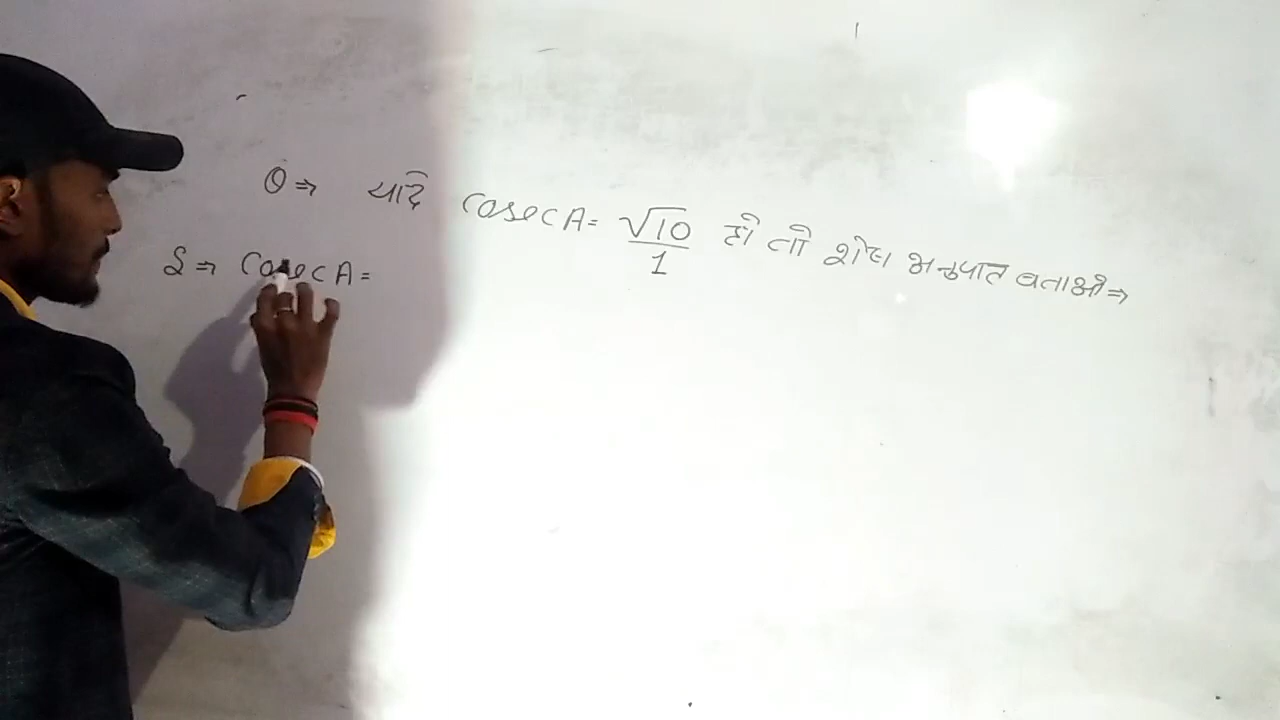 Q ⇒ यदि CosecA = √10/1 हो तो शेष अनुपात बताओ ⇒
S ⇒ CosecA =